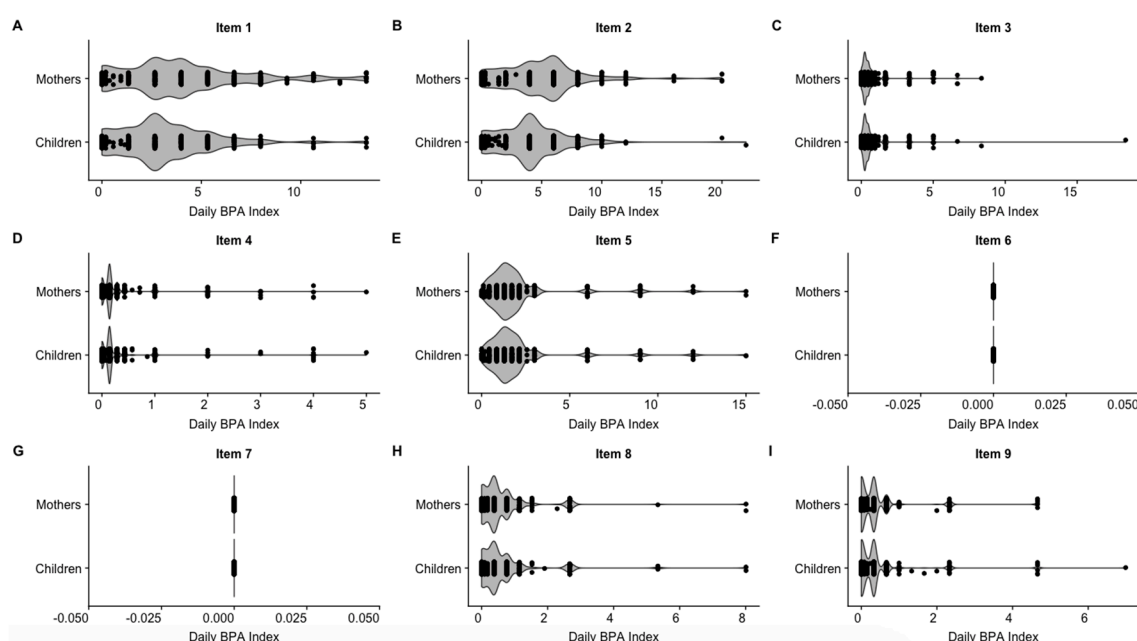 A Item 1
Mothers
Children
0 5 10
Daily BPA Index
B Item 2
Mothers
Children
0 5 10 15 20
Daily BPA Index
C Item 3
Mothers
Children
0 5 10 15
Daily BPA Index
D Item 4
Mothers
Children
0 1 2 3 4 5
Daily BPA Index
E Item 5
Mothers
Children
0 5 10 15
Daily BPA Index
F Item 6
Mothers
Children
-0.050 -0.025 0.000 0.025 0.050
Daily BPA Index
G Item 7
Mothers
Children
-0.050 -0.025 0.000 0.025 0.050
Daily BPA Index
H Item 8
Mothers
Children
0 2 4 6 8
Daily BPA Index
I Item 9
Mothers
Children
0 2 4 6
Daily BPA Index